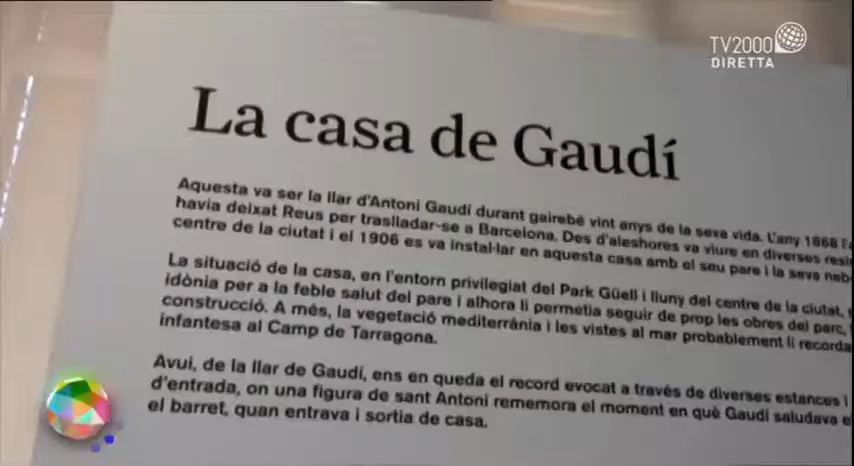 TV2000
DIRETTA
La casa de Gaudí
Aquesta va ser la llar d'Antoni Gaudí durant gairebé vint anys de la seva vida. L'any 1868
havia deixat Reus per traslladar-se a Barcelona. Des d'aleshores va viure en diverses
centre de la ciutat i el 1906 es va instal·lar en aquesta casa amb el seu pare i la seva
La situació de la casa, en l'entorn privilegiat del Park Güell i lluny del centre de la ciutat,
idònia per a la feble salut del pare i alhora li permetia seguir de prop les obres del parc,
construcció. A més, la vegetació mediterrània i les vistes al mar probablement li
infantesa al Camp de Tarragona.
Avui, de la llar de Gaudí, ens en queda el record evocat a través de diverses estances i
d'entrada, on una figura de sant Antoni rememora el moment en què Gaudí saludava
el barret, quan entrava i sortia de casa.